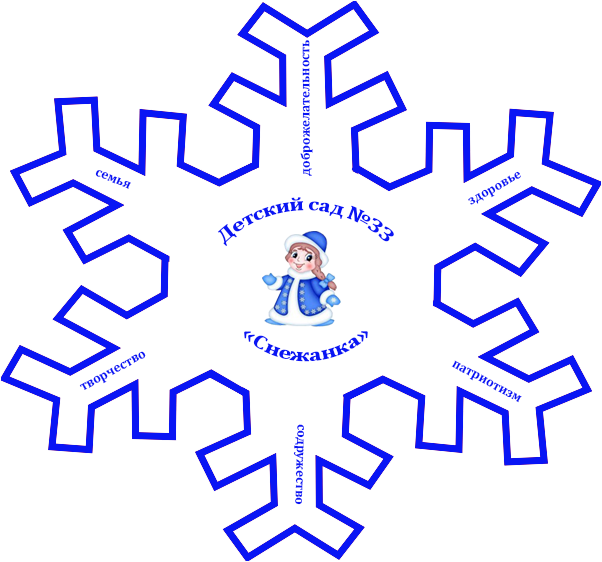 доброжелательность
семья
здоровье
Детский сад №33
«Снежанка»
творчество
патриотизм
содружество